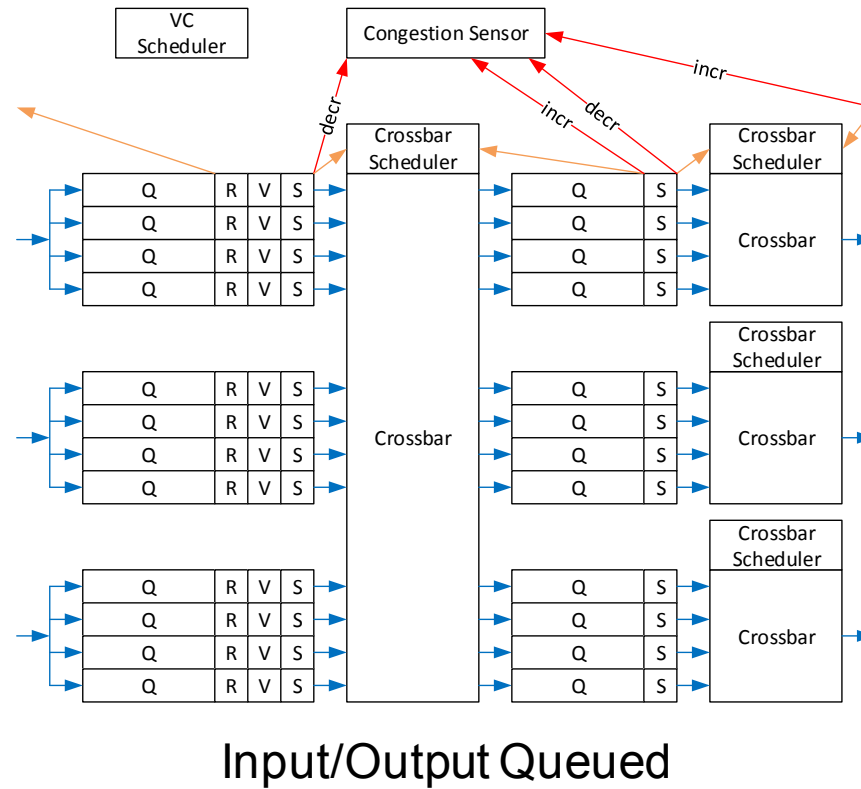 VC
Scheduler
Congestion Sensor
decr
incr
decr
incr
Crossbar
Scheduler
Crossbar
Scheduler
Q R V S
Q R V S
Q R V S
Q R V S
Q S
Q S
Q S
Q S
Crossbar
Crossbar
Scheduler
Q R V S
Q R V S
Q R V S
Q R V S
Crossbar
Q S
Q S
Q S
Q S
Crossbar
Crossbar
Scheduler
Q R V S
Q R V S
Q R V S
Q R V S
Q S
Q S
Q S
Q S
Crossbar
Input/Output Queued